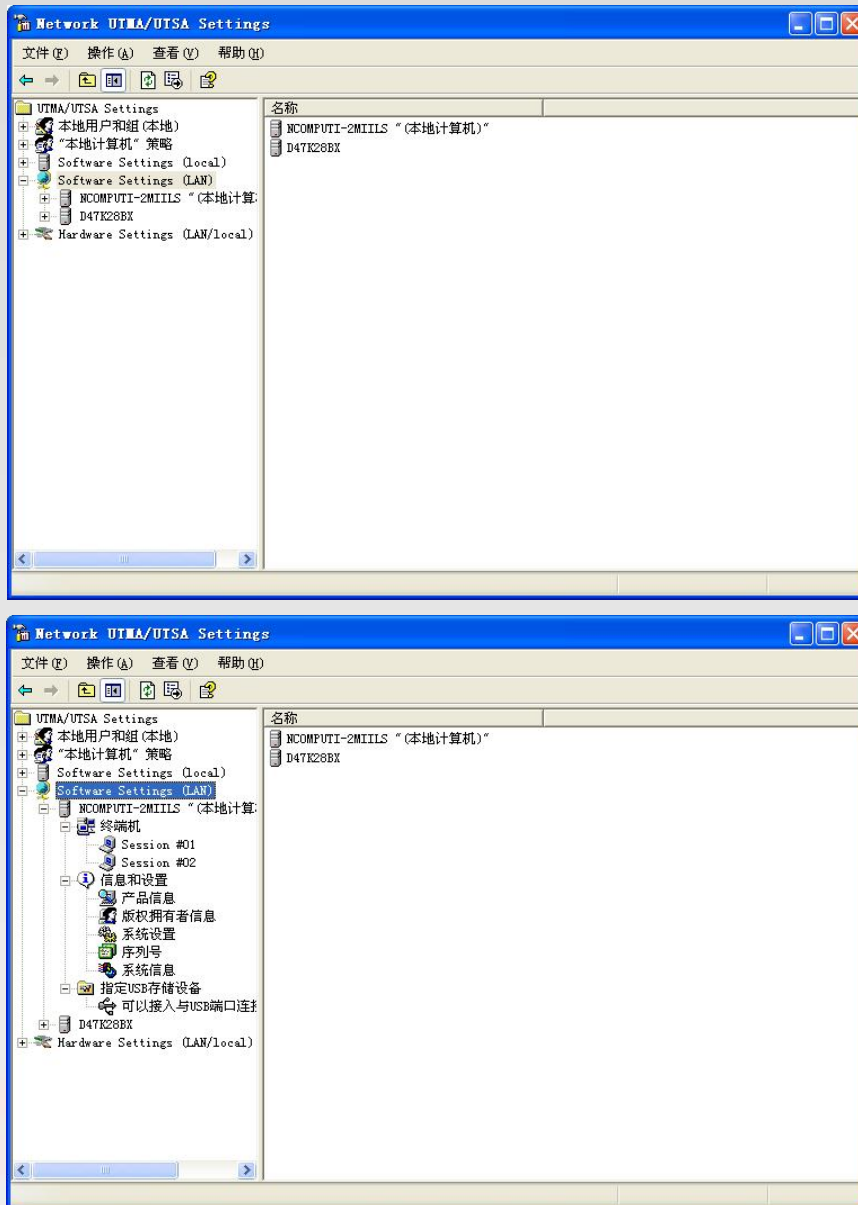 Network UTMA/UTSA Settings
文件(F) 操作(A) 查看(V) 帮助(H)
UTMA/UTSA Settings
本地用户和组(本地)
“本地计算机” 策略
Software Settings (local)
Software Settings (LAN)
NCOMPUTI-2MIILS “(本地计算
D47K28BX
Hardware Settings (LAN/local)
名称
NCOMPUTI-2MIILS “(本地计算机)”
D47K28BX
Network UTMA/UTSA Settings
文件(F) 操作(A) 查看(V) 帮助(H)
UTMA/UTSA Settings
本地用户和组(本地)
“本地计算机” 策略
Software Settings (local)
Software Settings (LAN)
NCOMPUTI-2MIILS “(本地计算
终端机
Session #01
Session #02
信息和设置
产品信息
版权拥有者信息
系统设置
序列号
系统信息
指定USB存储设备
可以接入与USB端口连接
D47K28BX
Hardware Settings (LAN/local)
名称
NCOMPUTI-2MIILS “(本地计算机)”
D47K28BX